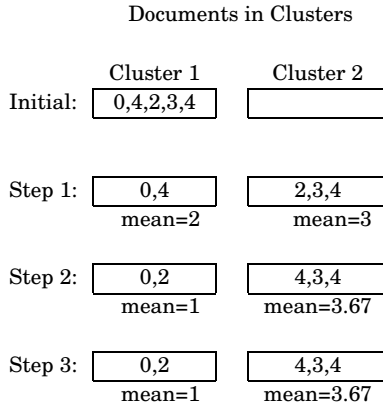 Documents in Clusters
Cluster 1 Cluster 2
Initial: 0,4,2,3,4
Step 1: 0,4 2,3,4
mean=2 mean=3
Step 2: 0,2 4,3,4
mean=1 mean=3.67
Step 3: 0,2 4,3,4
mean=1 mean=3.67